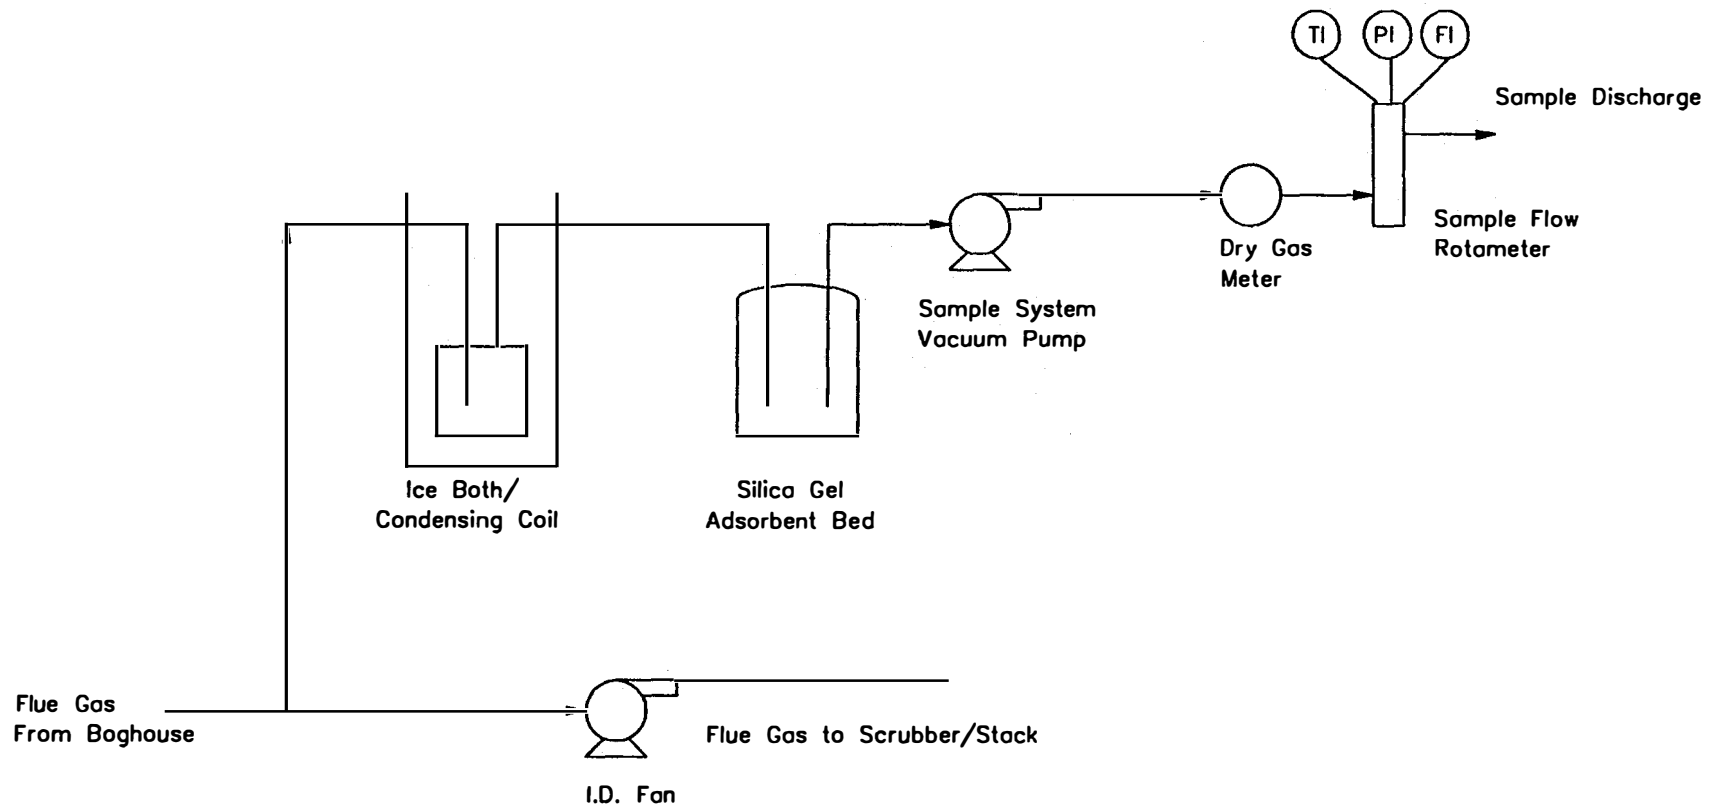 TI PI FI
Sample Discharge
Sample Flow
Rotameter
Dry Gas
Meter
Sample System
Vacuum Pump
Ice Both/
Condensing Coil
Silica Gel
Adsorbent Bed
Flue Gas
From Boghouse
Flue Gas to Scrubber/Stack
I.D. Fan